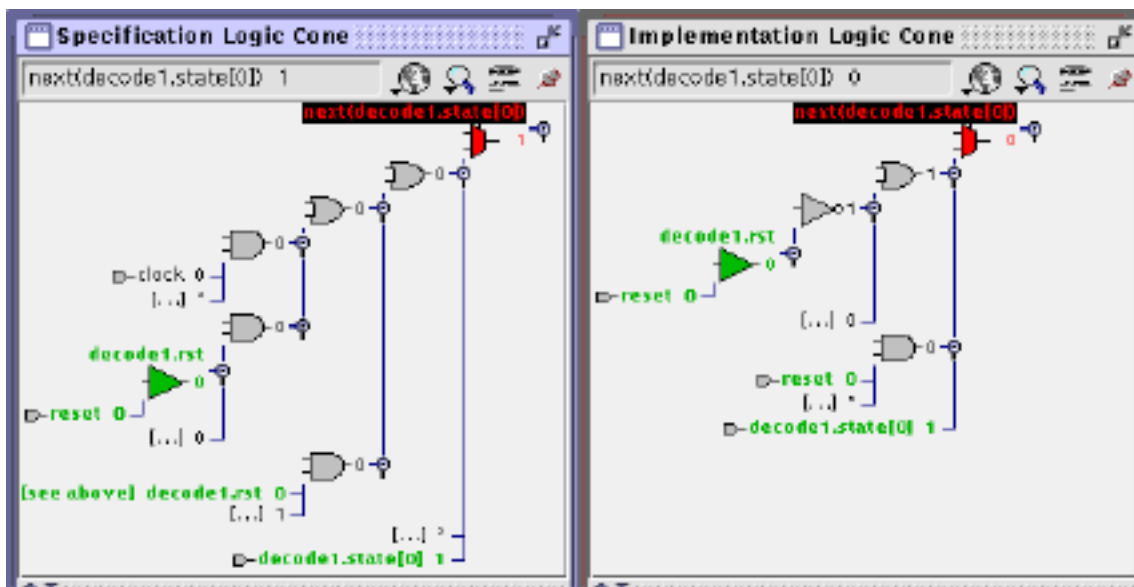 Specification Logic Cone
next(decode1.state[0]) 1
next(decode1.state[0])
1
0
0
0
clock 0
[...] *
0
decode1.rst
0
reset 0
[...] 0
0
[see above] decode1.rst 0
[...] 1
[...] *
decode1.state[0] 1
Implementation Logic Cone
next(decode1.state[0]) 0
next(decode1.state[0])
0
1
1
decode1.rst
0
reset 0
[...] 0
0
reset 0
[...] *
decode1.state[0] 1